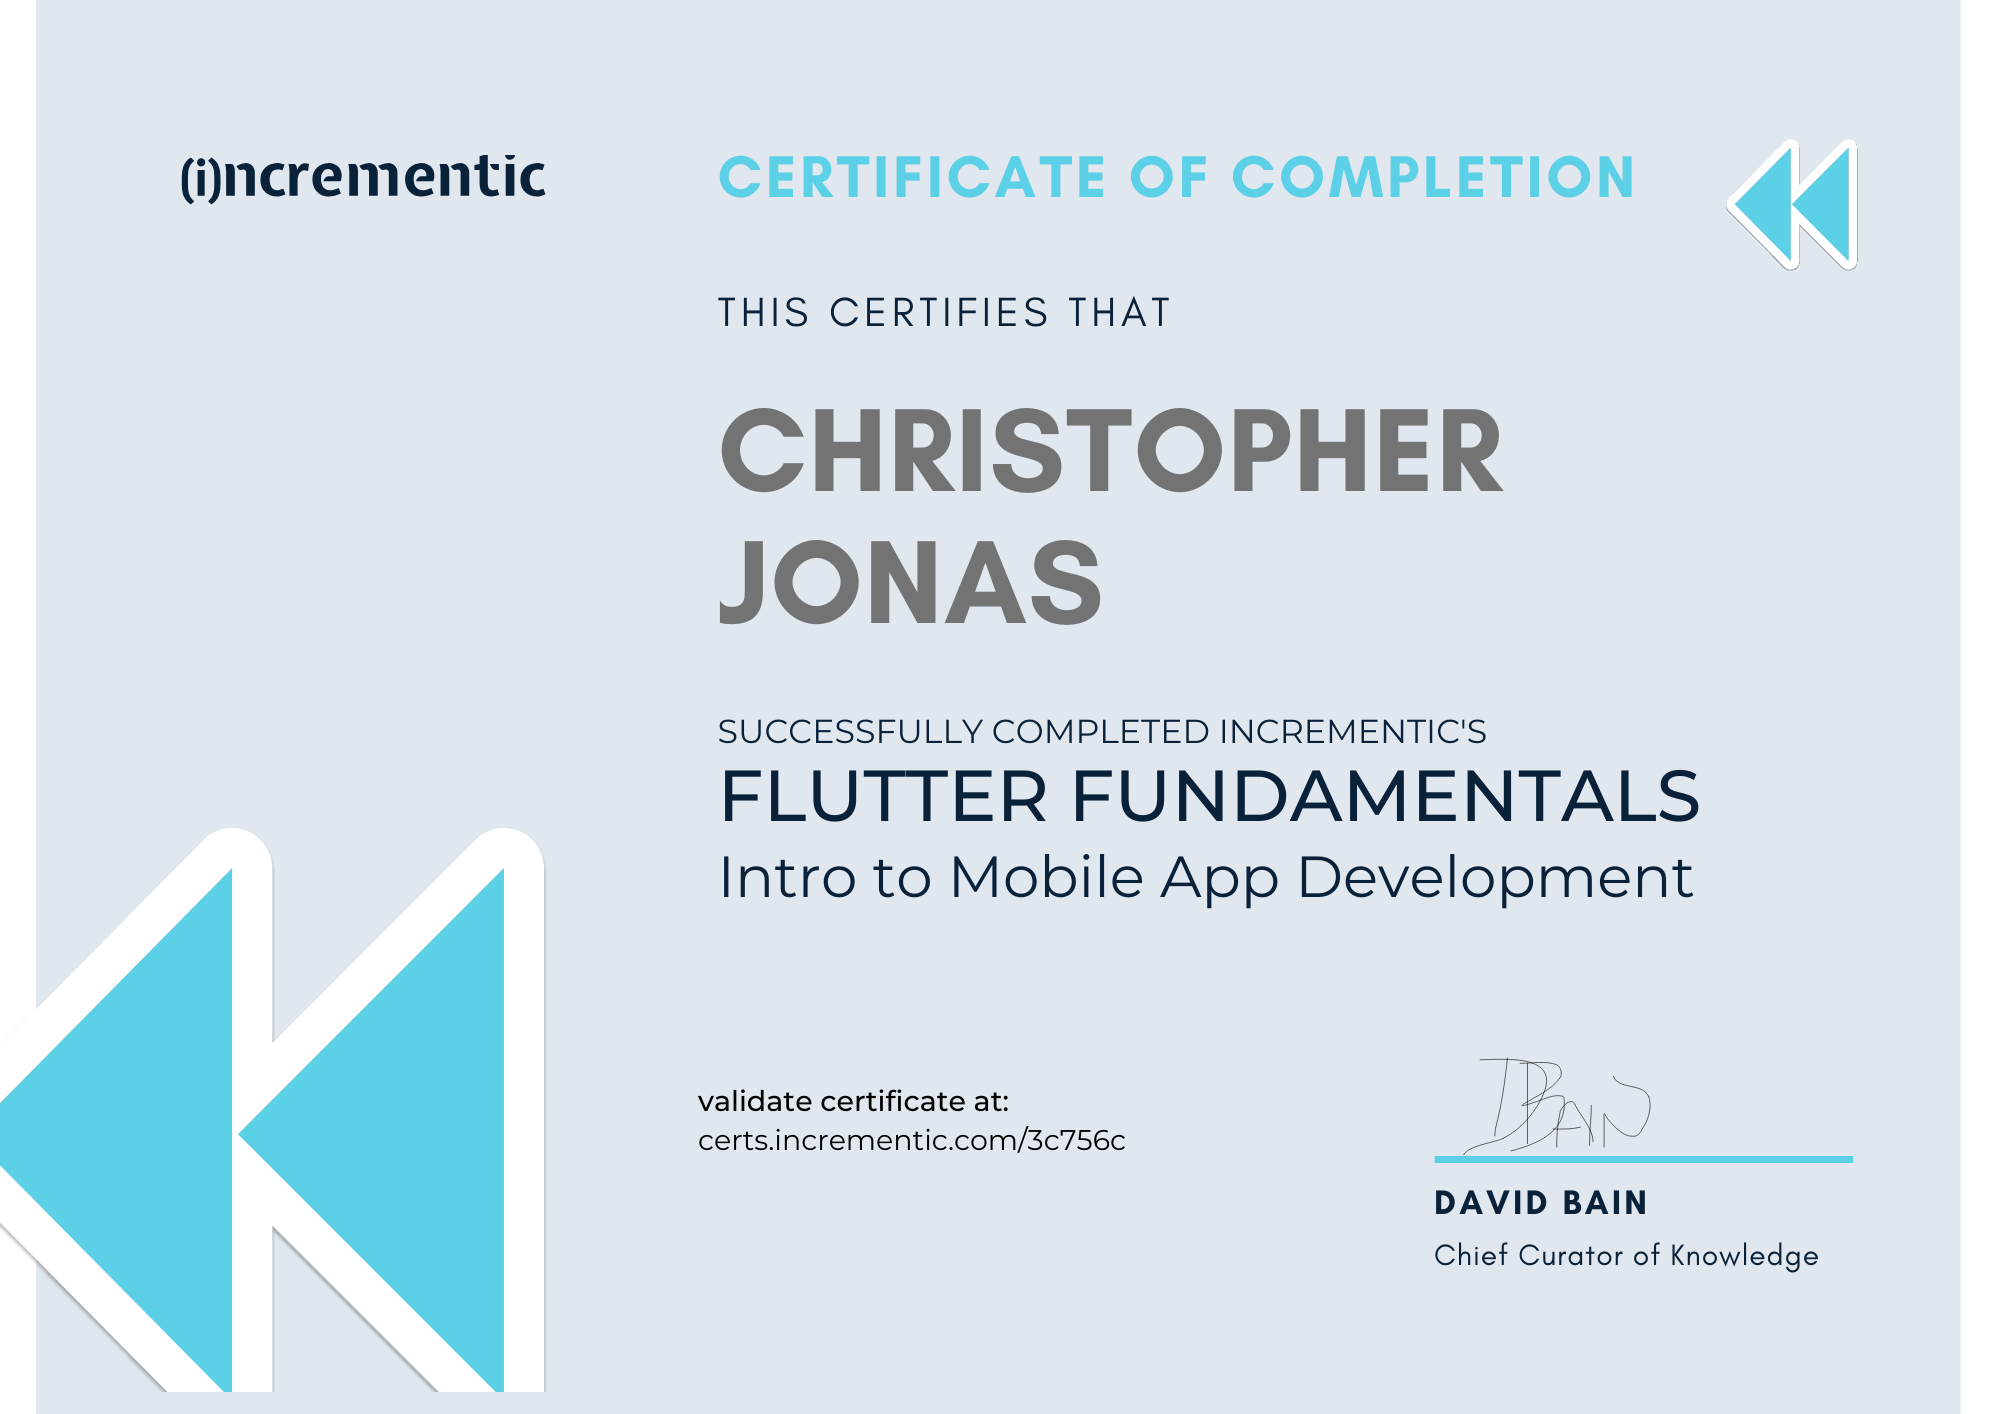 (i)ncrementic
CERTIFICATE OF COMPLETION
THIS CERTIFIES THAT
CHRISTOPHER
JONAS
SUCCESSFULLY COMPLETED INCREMENTIC'S
FLUTTER FUNDAMENTALS
Intro to Mobile App Development
validate certificate at:
certs.incrementic.com/3c756c
DBAIN
DAVID BAIN
Chief Curator of Knowledge